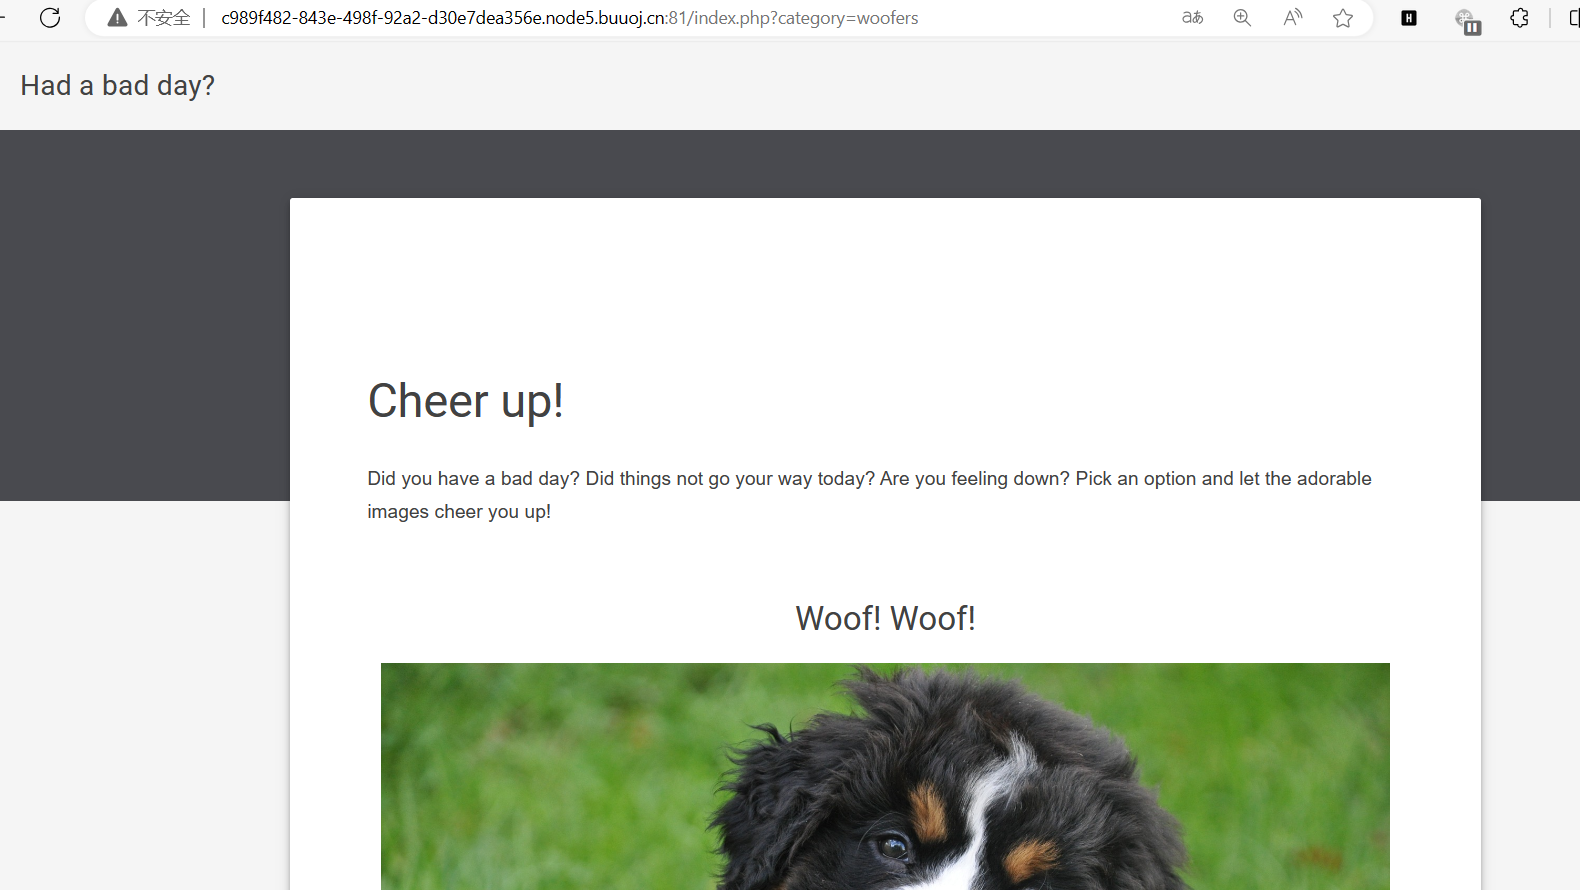 不安全 c989f482-843e-498f-92a2-d30e7dea356e.node5.buuoj.cn:81/index.php?category=woofers
Had a bad day?
Cheer up!
Did you have a bad day? Did things not go your way today? Are you feeling down? Pick an option and let the adorable
images cheer you up!
Woof! Woof!